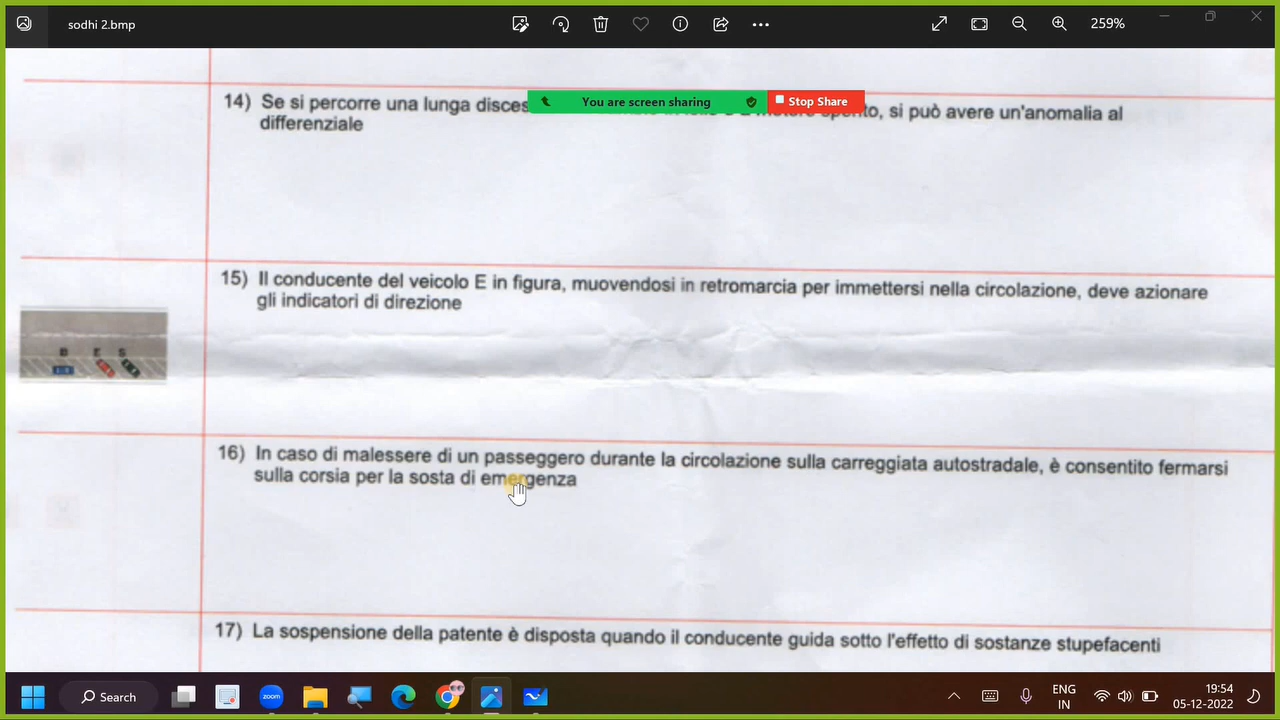 sodhi 2.bmp
259%
You are screen sharing
Stop Share
14) Se si percorre una lunga disces
to, si può avere un'anomalia al
differenziale
15) Il conducente del veicolo E in figura, muovendosi in retromarcia per immettersi nella circolazione, deve azionare
gli indicatori di direzione
B E S
16) In caso di malessere di un passeggero durante la circolazione sulla carreggiata autostradale, è consentito fermarsi
sulla corsia per la sosta di emergenza
17) La sospensione della patente è disposta quando il conducente guida sotto l'effetto di sostanze stupefacenti
Search
zoom
ENG
IN
19:54
05-12-2022